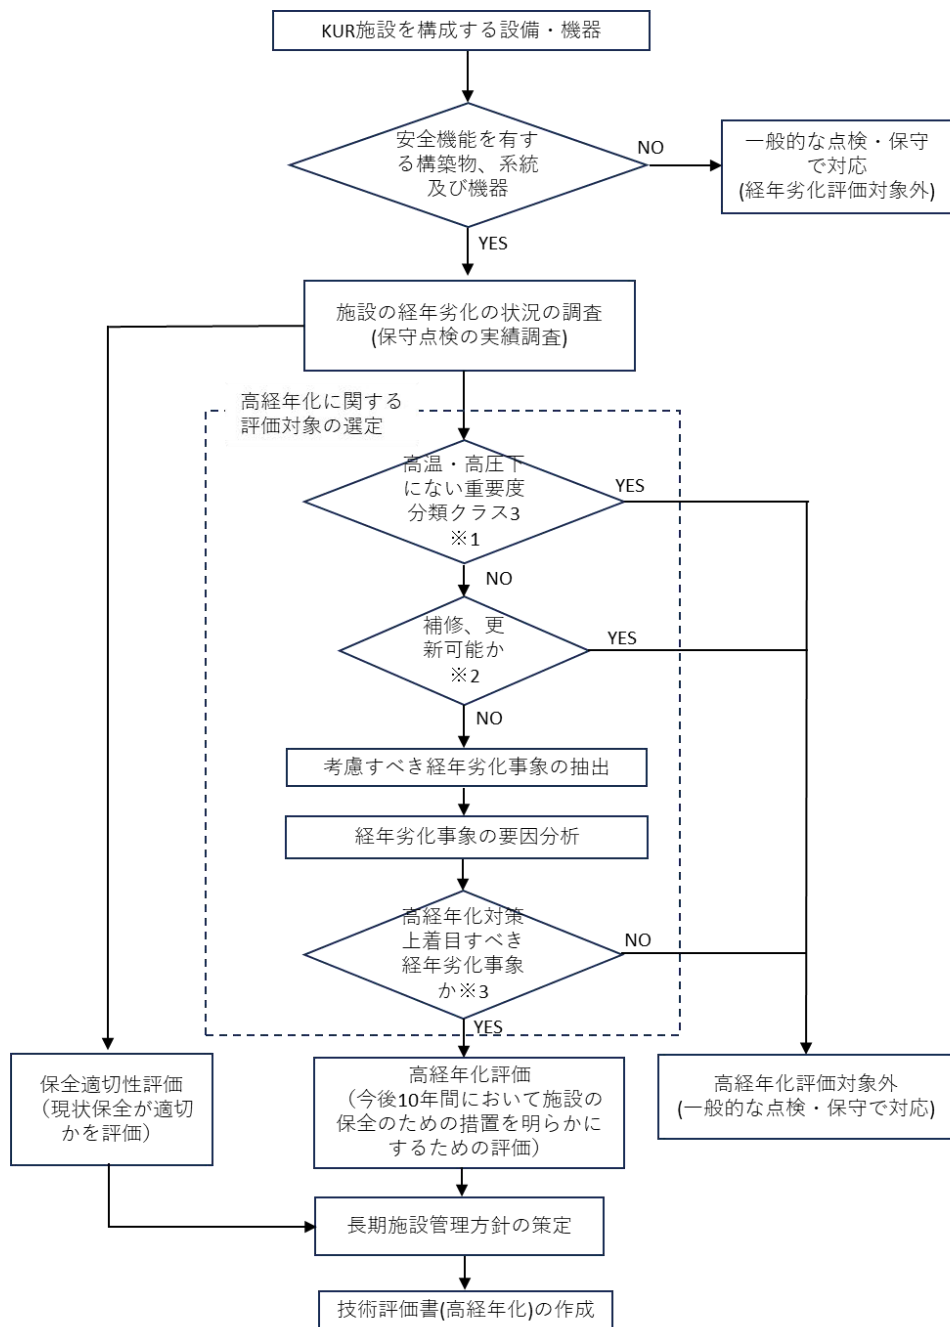 KUR施設を構成する設備・機器
安全機能を有す
る構築物、系統
及び機器
NO
一般的な点検・保守
で対応
(経年劣化評価対象外)
YES
施設の経年劣化の状況の調査
(保守点検の実績調査)
高経年化に関する
評価対象の選定
高温・高圧下
にない重要度
分類クラス3
※1
YES
NO
補修、更
新可能か
※2
YES
NO
考慮すべき経年劣化事象の抽出
経年劣化事象の要因分析
高経年化対策
上着目すべき
経年劣化事象
か※3
NO
YES
保全適切性評価
(現状保全が適切
かを評価)
高経年化評価
(今後10年間において施設の
保全のための措置を明らかに
するための評価)
高経年化評価対象外
(一般的な点検・保守で対応)
長期施設管理方針の策定
技術評価書(高経年化)の作成